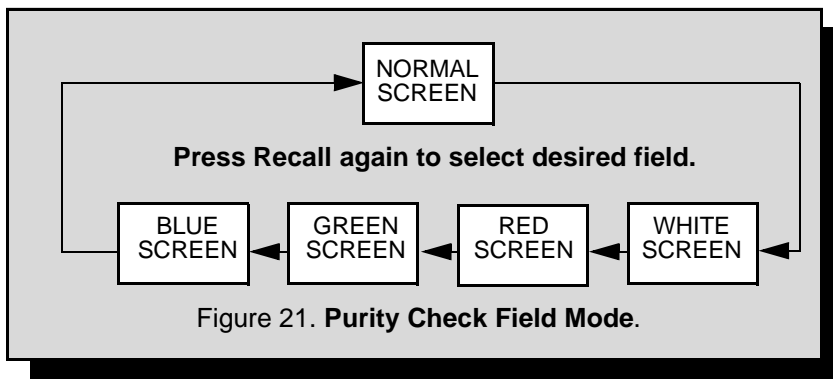 NORMAL
SCREEN
Press Recall again to select desired field.
BLUE
SCREEN
GREEN
SCREEN
RED
SCREEN
WHITE
SCREEN
Figure 21. Purity Check Field Mode.